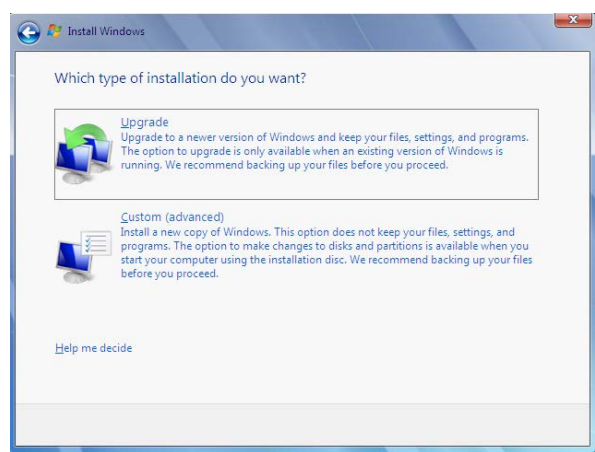 Install Windows
Which type of installation do you want?
Upgrade
Upgrade to a newer version of Windows and keep your files, settings, and programs.
The option to upgrade is only available when an existing version of Windows is
running. We recommend backing up your files before you proceed.
Custom (advanced)
Install a new copy of Windows. This option does not keep your files, settings, and
programs. The option to make changes to disks and partitions is available when you
start your computer using the installation disc. We recommend backing up your files
before you proceed.
Help me decide